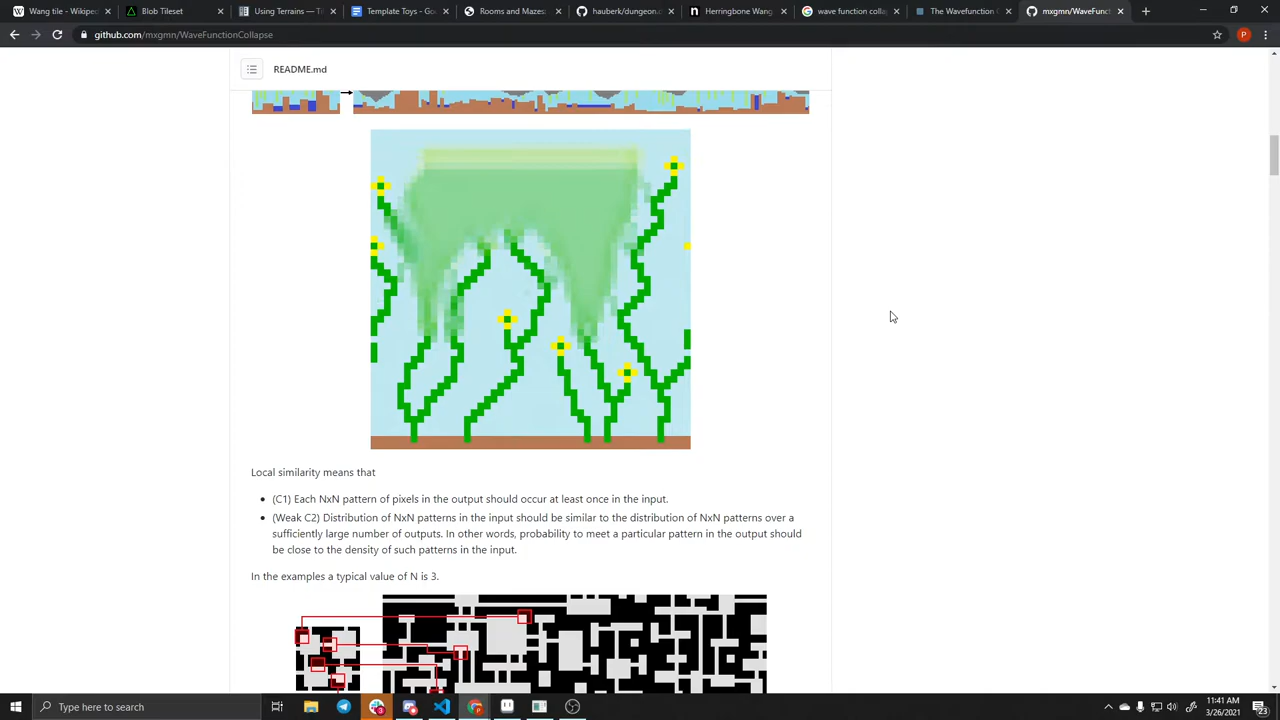 Wang tile - Wikipe
Blob Tileset
Using Terrains — Ti
Template Toys - Go
Rooms and Mazes
hauberk/dungeon.d
Herringbone Wang
wave function colla
The Wavefunction C
mxgmn/WaveFunct
github.com/mxgmn/WaveFunctionCollapse
P
README.md
Local similarity means that
(C1) Each NxN pattern of pixels in the output should occur at least once in the input.
(Weak C2) Distribution of NxN patterns in the input should be similar to the distribution of NxN patterns over a
sufficiently large number of outputs. In other words, probability to meet a particular pattern in the output should
be close to the density of such patterns in the input.
In the examples a typical value of N is 3.
Type here to search
11:41 AM
3/26/2021